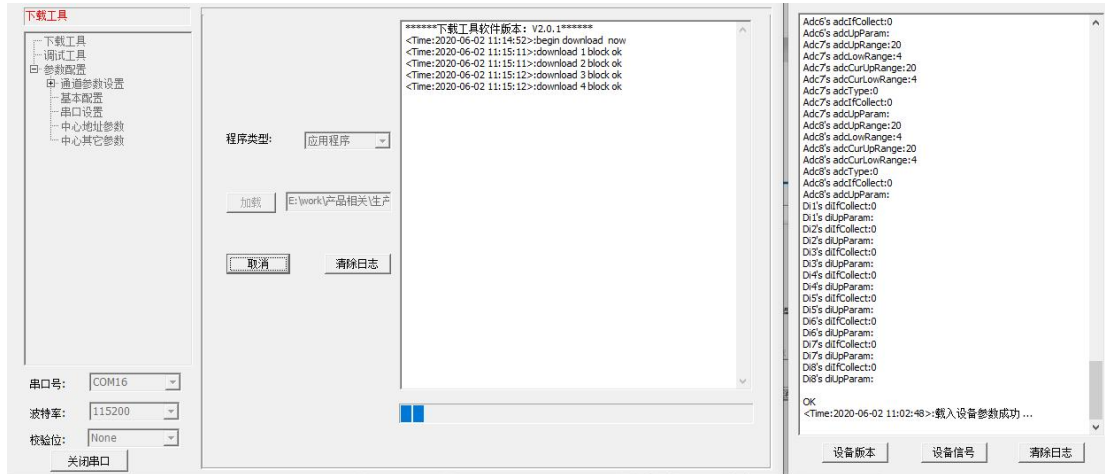 下载工具
下载工具
调试工具
参数配置
通道参数设置
基本配置
串口设置
中心地址参数
中心其它参数
串口号:
COM16
波特率:
115200
校验位:
None
关闭串口
程序类型:
应用程序
加载
E:\work\产品相关\生产
取消
清除日志
******下载工具软件版本: V2.0.1******
<Time:2020-06-02 11:14:52>:begin download  now
<Time:2020-06-02 11:15:11>:download 1 block ok
<Time:2020-06-02 11:15:12>:download 2 block ok
<Time:2020-06-02 11:15:12>:download 3 block ok
<Time:2020-06-02 11:15:12>:download 4 block ok
Adc6's adcIfCollect:0
Adc6's adcUpParam:
Adc7's adcUpRange:20
Adc7's adcLowRange:4
Adc7's adcCurUpRange:20
Adc7's adcCurLowRange:4
Adc7's adcType:0
Adc7's adcIfCollect:0
Adc7's adcUpParam:
Adc8's adcUpRange:20
Adc8's adcLowRange:4
Adc8's adcCurUpRange:20
Adc8's adcCurLowRange:4
Adc8's adcType:0
Adc8's adcIfCollect:0
Adc8's adcUpParam:
Di1's diIfCollect:0
Di1's diUpParam:
Di2's diIfCollect:0
Di2's diUpParam:
Di3's diIfCollect:0
Di3's diUpParam:
Di4's diIfCollect:0
Di4's diUpParam:
Di5's diIfCollect:0
Di5's diUpParam:
Di6's diIfCollect:0
Di6's diUpParam:
Di7's diIfCollect:0
Di7's diUpParam:
Di8's diIfCollect:0
Di8's diUpParam:
OK
<Time:2020-06-02 11:02:48>:载入设备参数成功 ...
设备版本
设备信号
清除日志